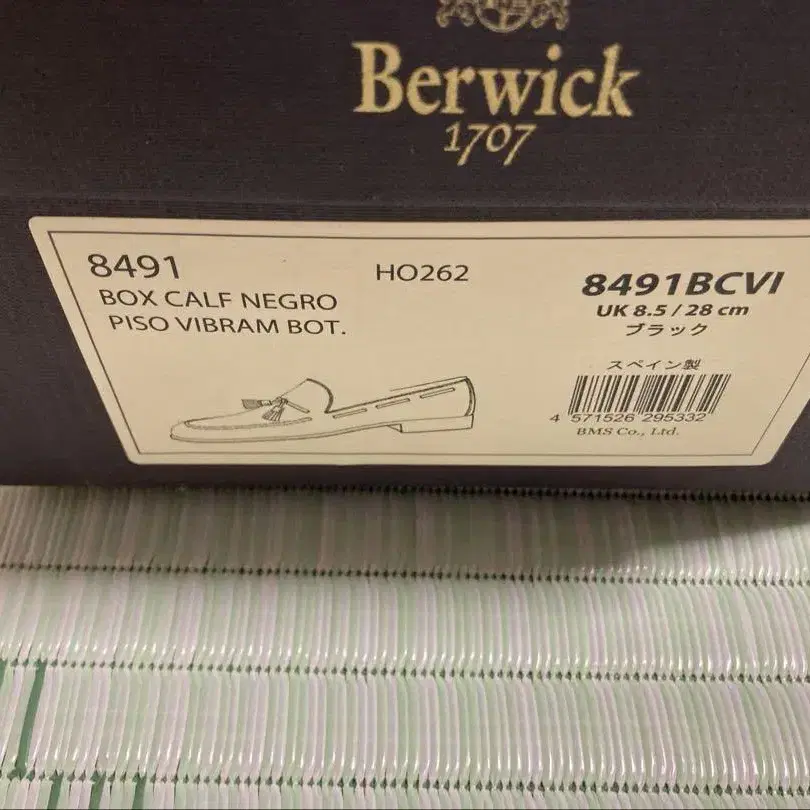 Berwick
1707
8491
HO262
8491BCVI
BOX CALF NEGRO
PISO VIBRAM BOT.
UK 8.5 / 28 cm
ブラック
スペイン製
4 571526 295332
BMS Co., Ltd.